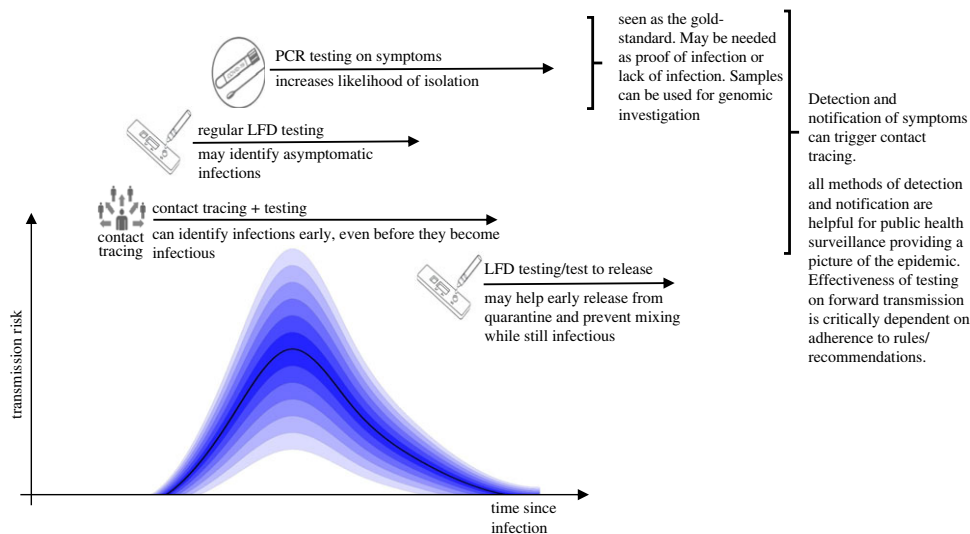 PCR testing on symptoms
increases likelihood of isolation
seen as the gold-
standard. May be needed
as proof of infection or
lack of infection. Samples
can be used for genomic
investigation
regular LFD testing
may identify asymptomatic
infections
contact tracing + testing
can identify infections early, even before they become
infectious
contact
tracing
LFD testing/test to release
may help early release from
quarantine and prevent mixing
while still infectious
Detection and
notification of symptoms
can trigger contact
tracing.
all methods of detection
and notification are
helpful for public health
surveillance providing a
picture of the epidemic.
Effectiveness of testing
on forward transmission
is critically dependent on
adherence to rules/
recommendations.
transmission risk
time since
infection